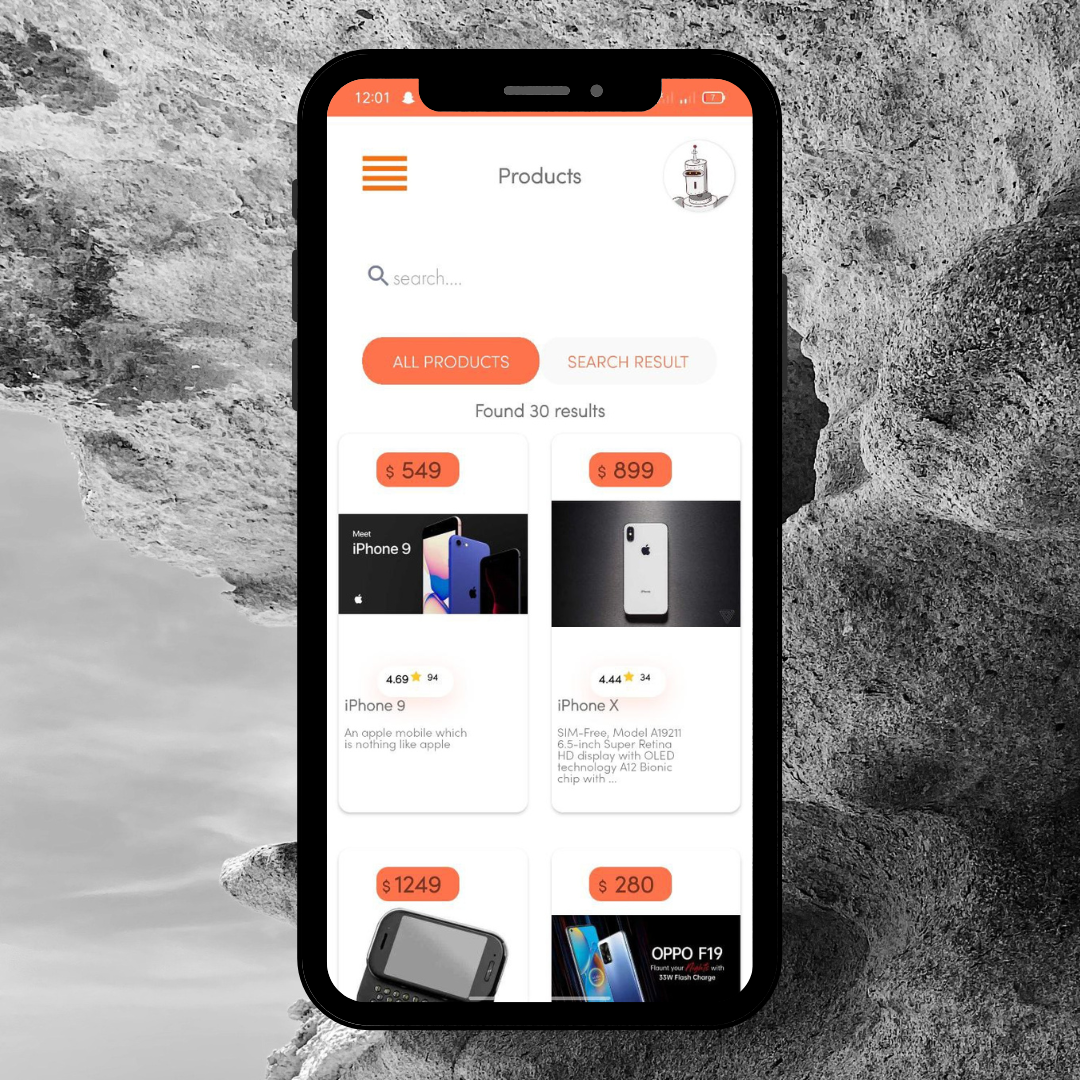 12:01
7
Products
search....
ALL PRODUCTS
SEARCH RESULT
Found 30 results
$ 549
$ 899
Meet
iPhone 9
iPhone
4.69 94
4.44 34
iPhone 9
iPhone X
An apple mobile which
is nothing like apple
SIM-Free, Model A19211
6.5-inch Super Retina
HD display with OLED
technology A12 Bionic
chip with ...
$ 1249
$ 280
OPPO F19
Flaunt your Nights with
33W Flash Charge